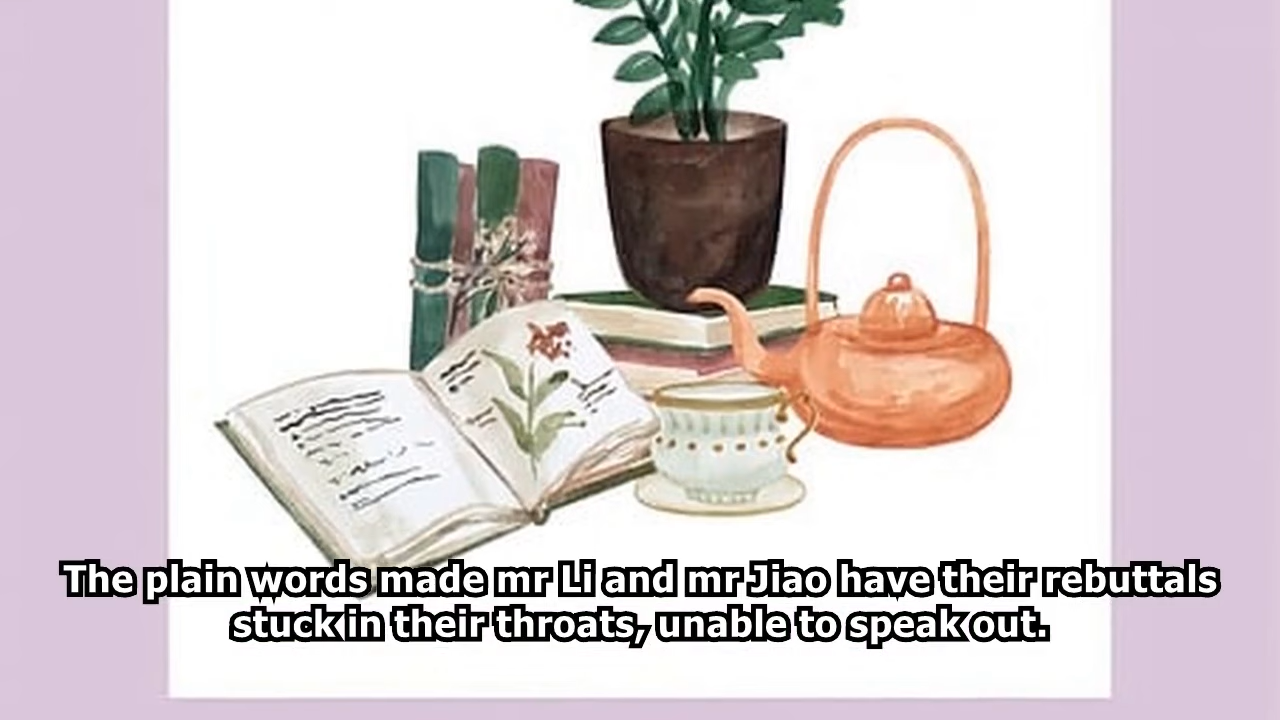 The plain words made mr Li and mr Jiao have their rebuttals
stuck in their throats, unable to speak out.